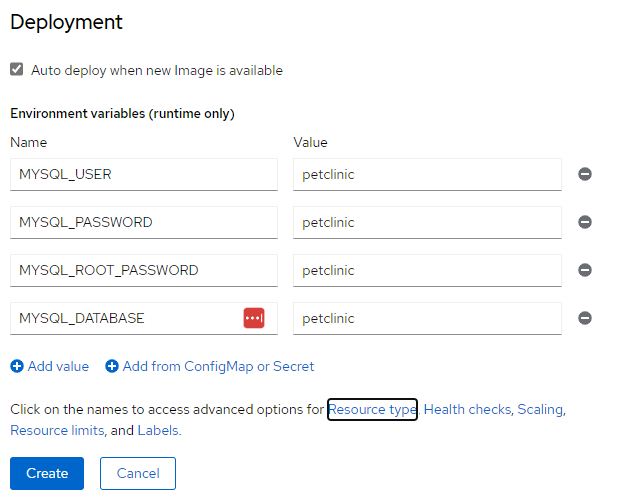 Deployment
Auto deploy when new Image is available
Environment variables (runtime only)
Name Value
MYSQL_USER petclinic
MYSQL_PASSWORD petclinic
MYSQL_ROOT_PASSWORD petclinic
MYSQL_DATABASE petclinic
Add value Add from ConfigMap or Secret
Click on the names to access advanced options for Resource type, Health checks, Scaling,
Resource limits, and Labels.
Create Cancel